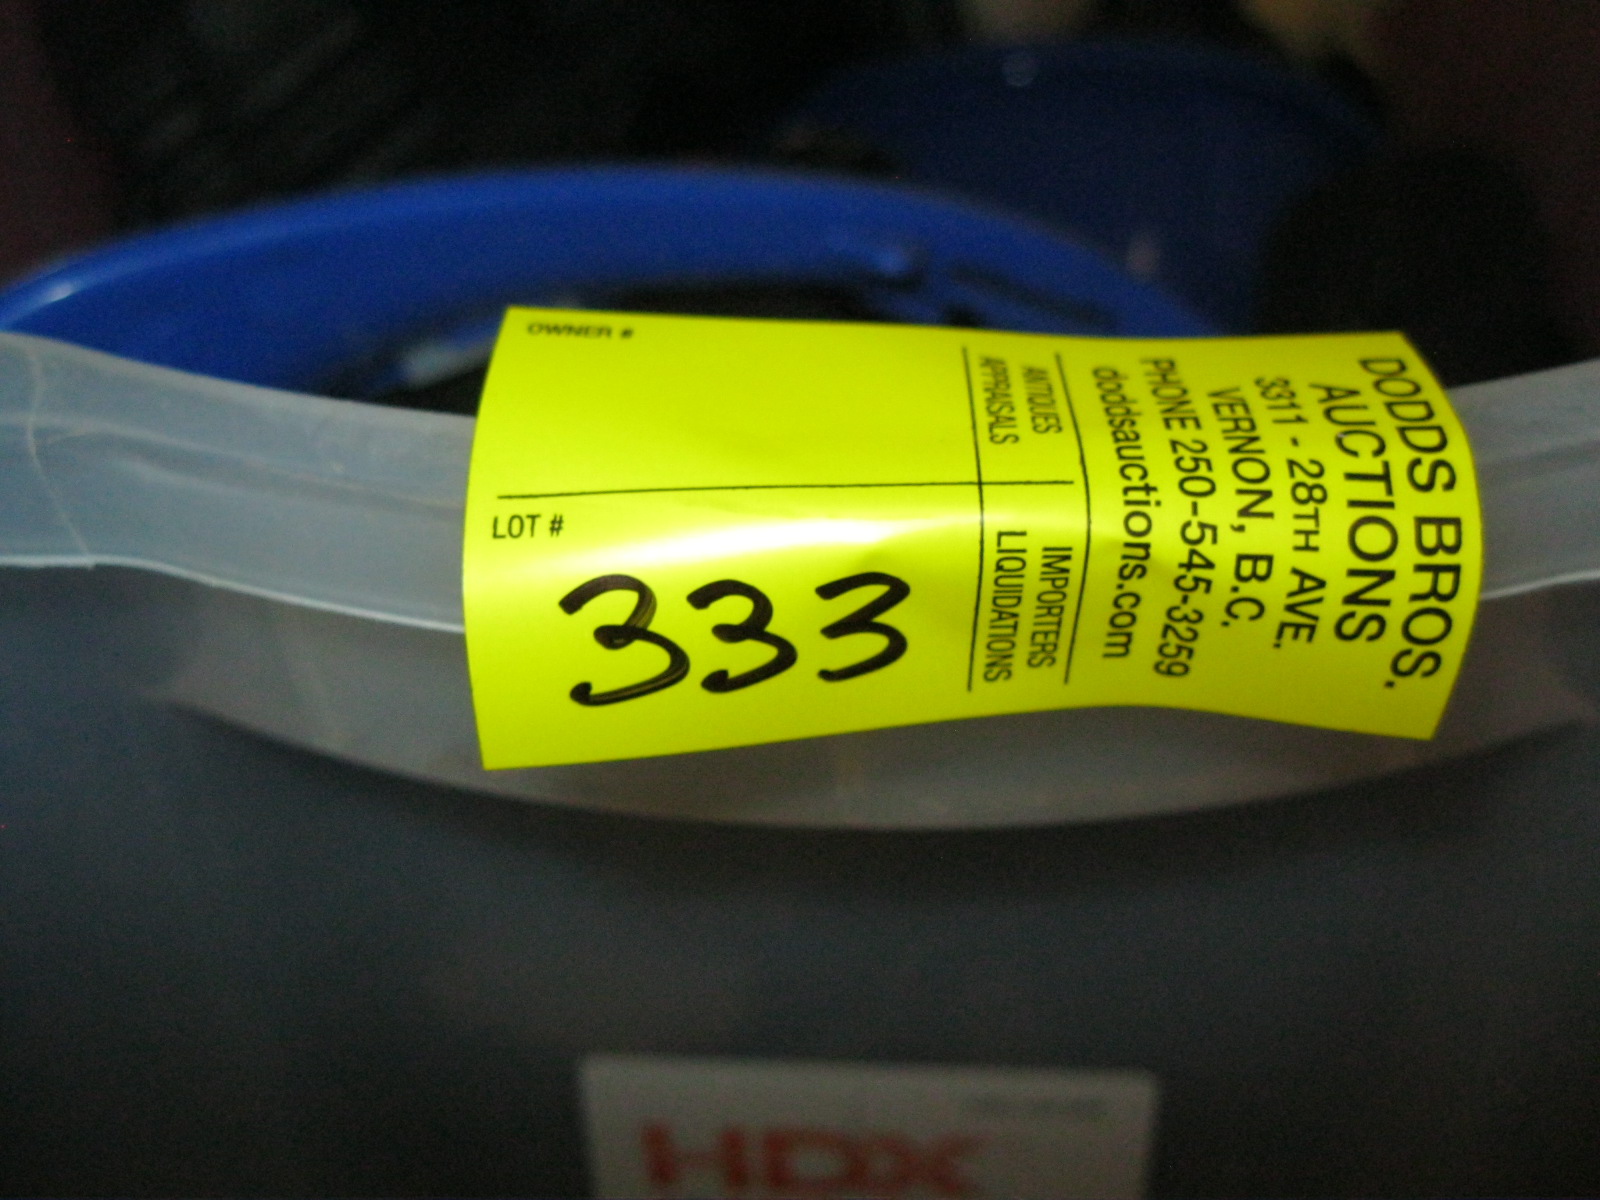 OWNER #
LOT #
333
ANTIQUES
APPRAISALS
IMPORTERS
LIQUIDATIONS
DODDS BROS.
AUCTIONS
3311 - 28TH AVE.
VERNON, B.C.
PHONE 250-545-3259
doddsauctions.com
HDX